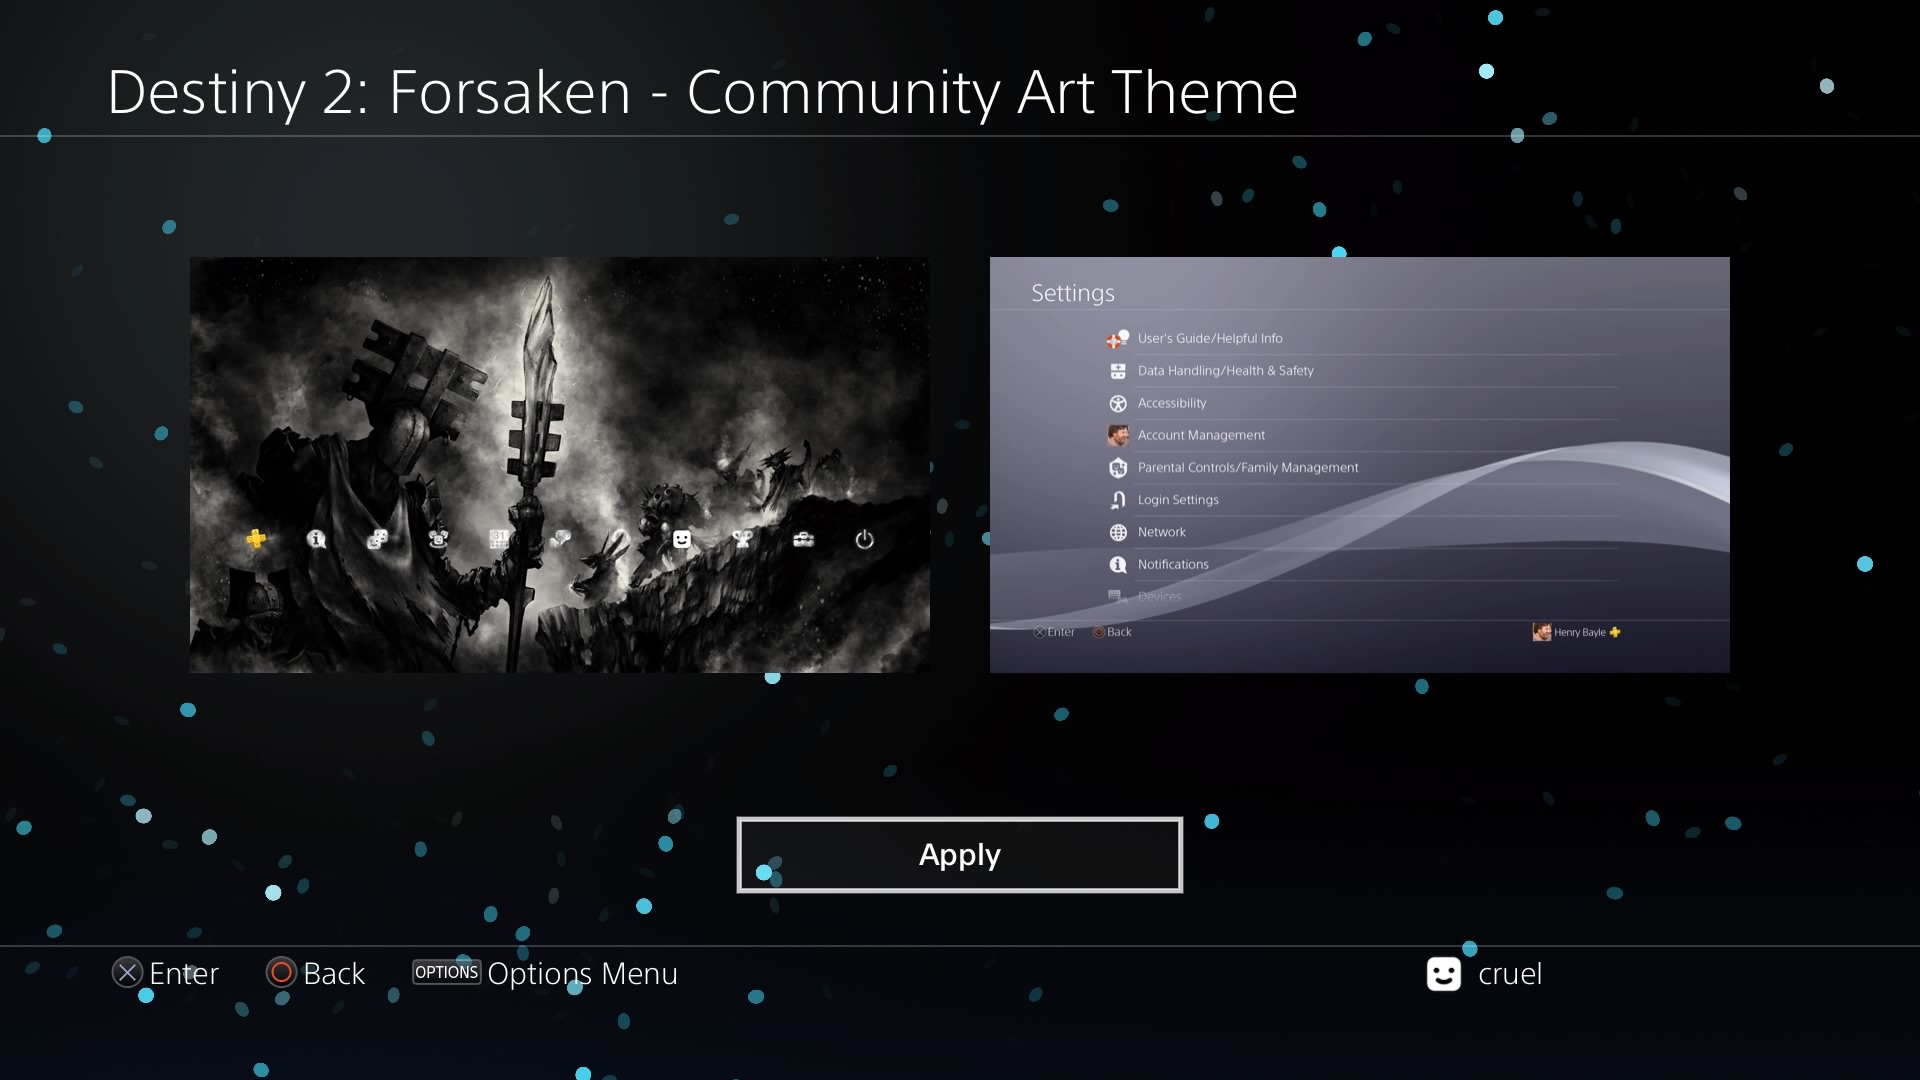 Destiny 2: Forsaken - Community Art Theme
Settings
User's Guide/Helpful Info
Data Handling/Health & Safety
Accessibility
Account Management
Parental Controls/Family Management
Login Settings
Network
Notifications
Devices
Enter Back Henry Bayle
Apply
Enter Back OPTIONS Options Menu cruel